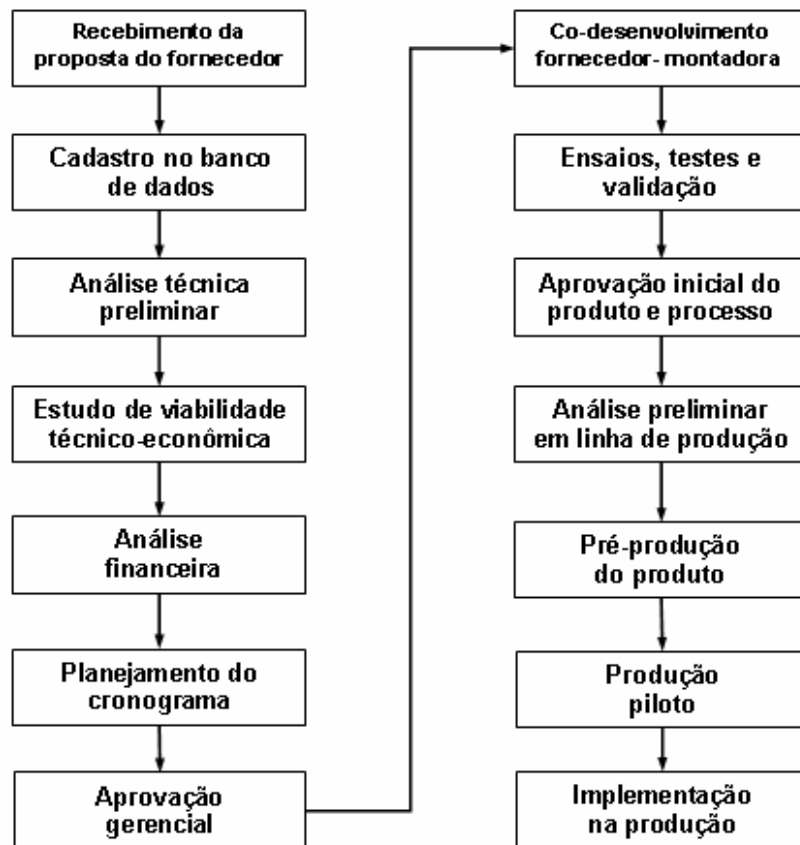 Recebimento da
proposta do fornecedor
Cadastro no banco
de dados
Análise técnica
preliminar
Estudo de viabilidade
técnico-econômica
Análise
financeira
Planejamento do
cronograma
Aprovação
gerencial
Co-desenvolvimento
fornecedor- montadora
Ensaios, testes e
validação
Aprovação inicial do
produto e processo
Análise preliminar
em linha de produção
Pré-produção
do produto
Produção
piloto
Implementação
na produção